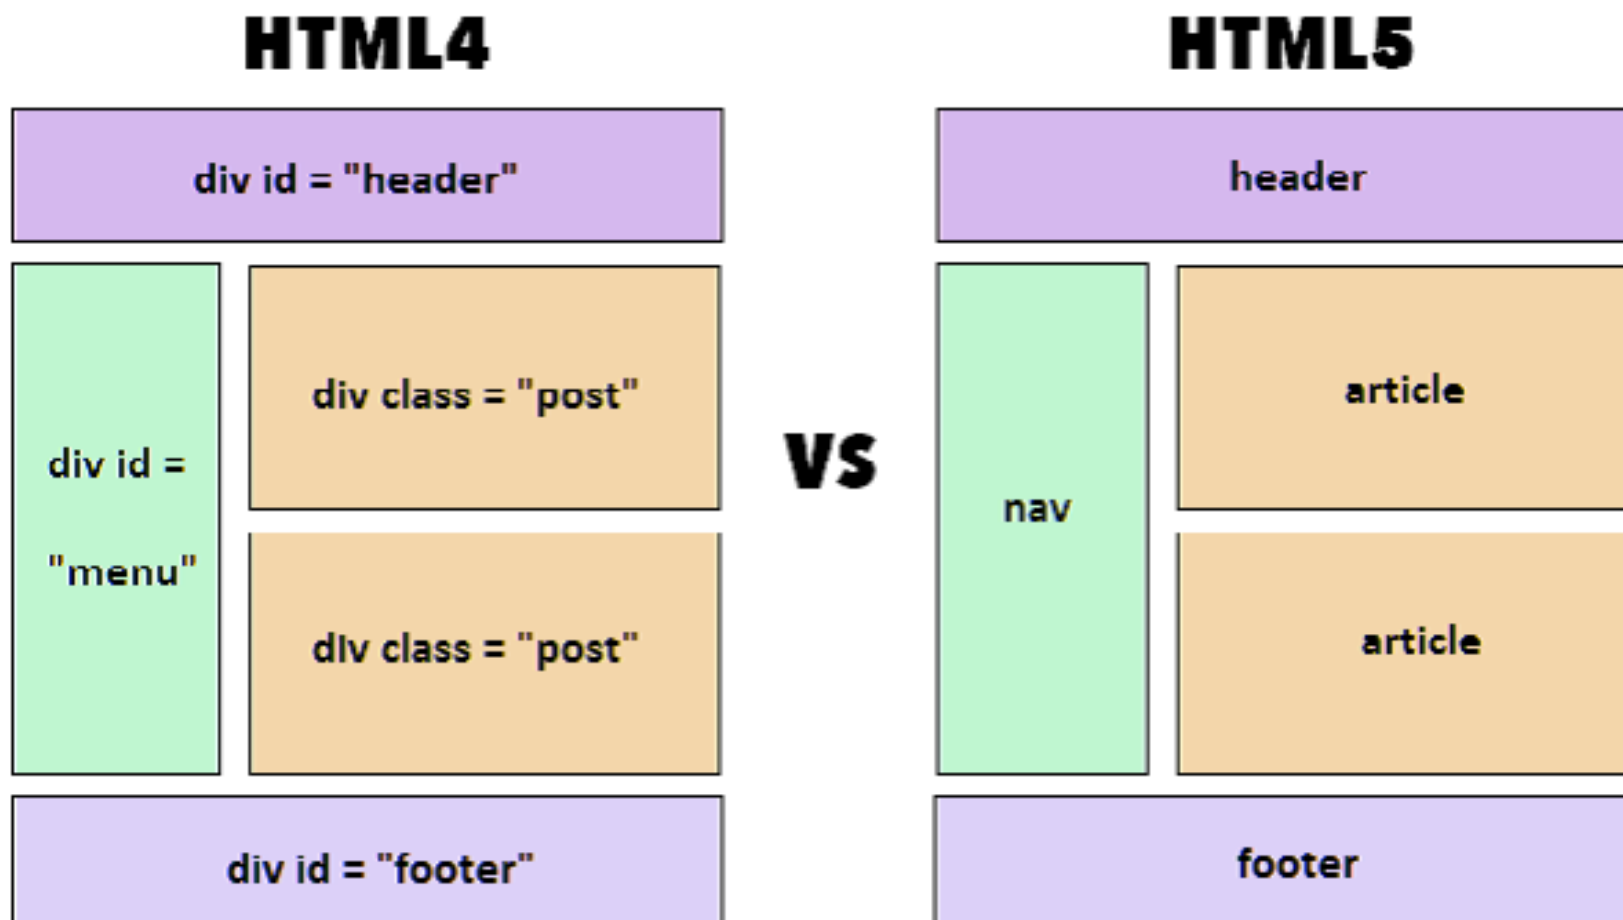 HTML4
div id = "header"
div id =
"menu"
div class = "post"
div class = "post"
div id = "footer"
VS
HTML5
header
nav
article
article
footer